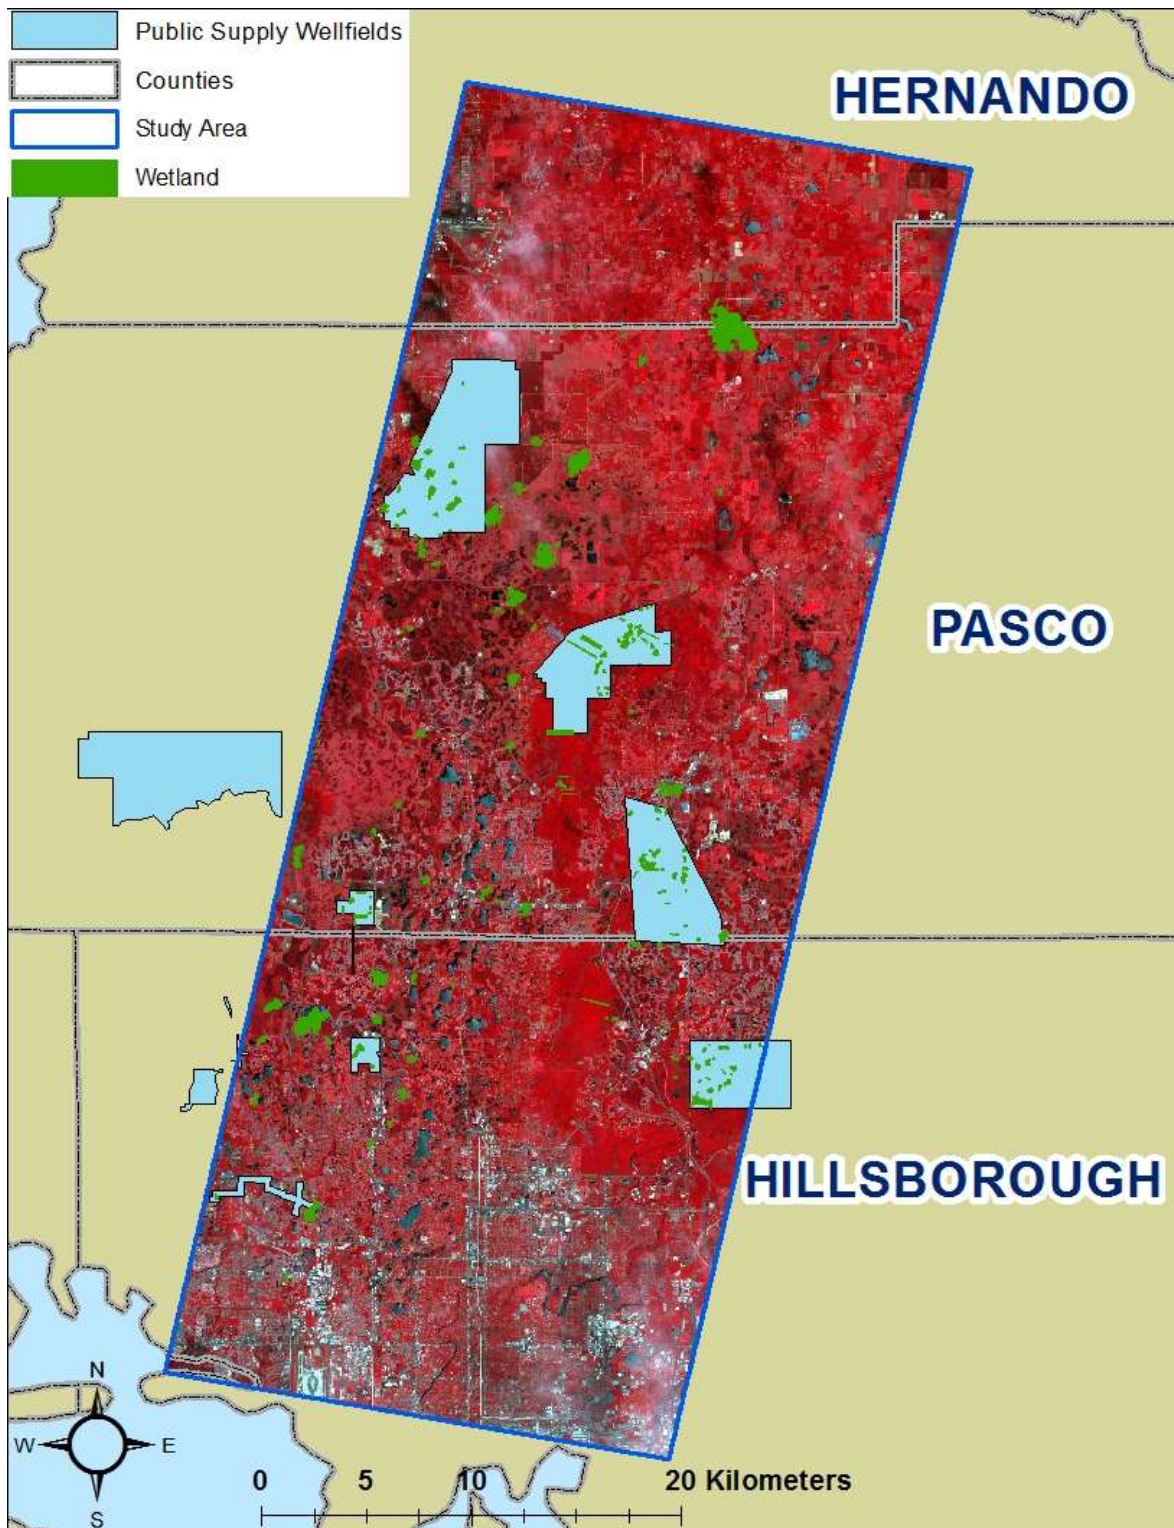 Public Supply Wellfields
Counties
Study Area
Wetland
HERNANDO
PASCO
HILLSBOROUGH
N
W E
S
0 5 10 20 Kilometers